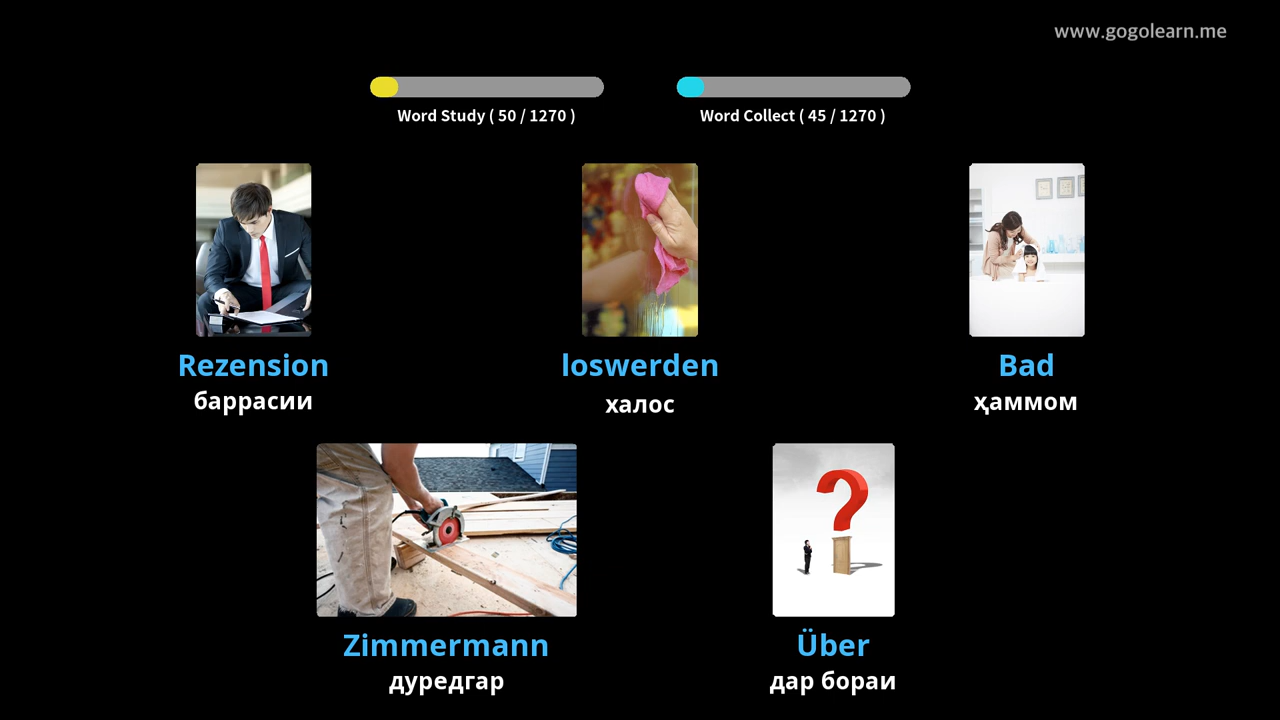 www.gogolearn.me
Word Study ( 50 / 1270 )
Word Collect ( 45 / 1270 )
Rezension
баррасии
loswerden
халос
Bad
ҳаммом
Zimmermann
дуредгар
Über
дар бораи